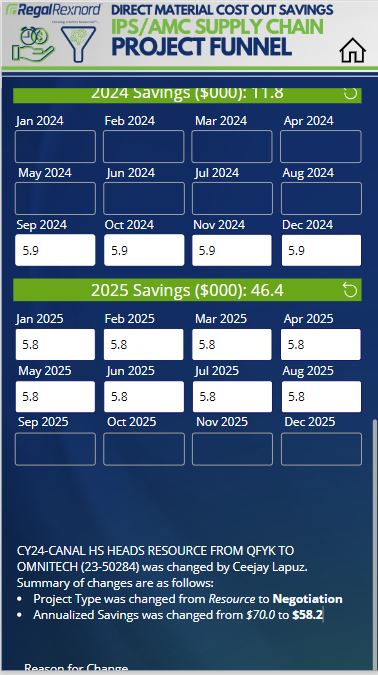 RegalRexnord
DIRECT MATERIAL COST OUT SAVINGS
IPS/AMC SUPPLY CHAIN
PROJECT FUNNEL
2024 Savings ($000): 11.8
Jan 2024 Feb 2024 Mar 2024 Apr 2024
May 2024 Jun 2024 Jul 2024 Aug 2024
Sep 2024 Oct 2024 Nov 2024 Dec 2024
5.9 5.9 5.9 5.9
2025 Savings ($000): 46.4
Jan 2025 Feb 2025 Mar 2025 Apr 2025
5.8 5.8 5.8 5.8
May 2025 Jun 2025 Jul 2025 Aug 2025
5.8 5.8 5.8 5.8
Sep 2025 Oct 2025 Nov 2025 Dec 2025
CY24-CANAL HS HEADS RESOURCE FROM QFYK TO
OMNITECH (23-50284) was changed by Ceejay Lapuz.
Summary of changes are as follows:
• Project Type was changed from Resource to Negotiation
• Annualized Savings was changed from $70.0 to $58.2
Reason for Change